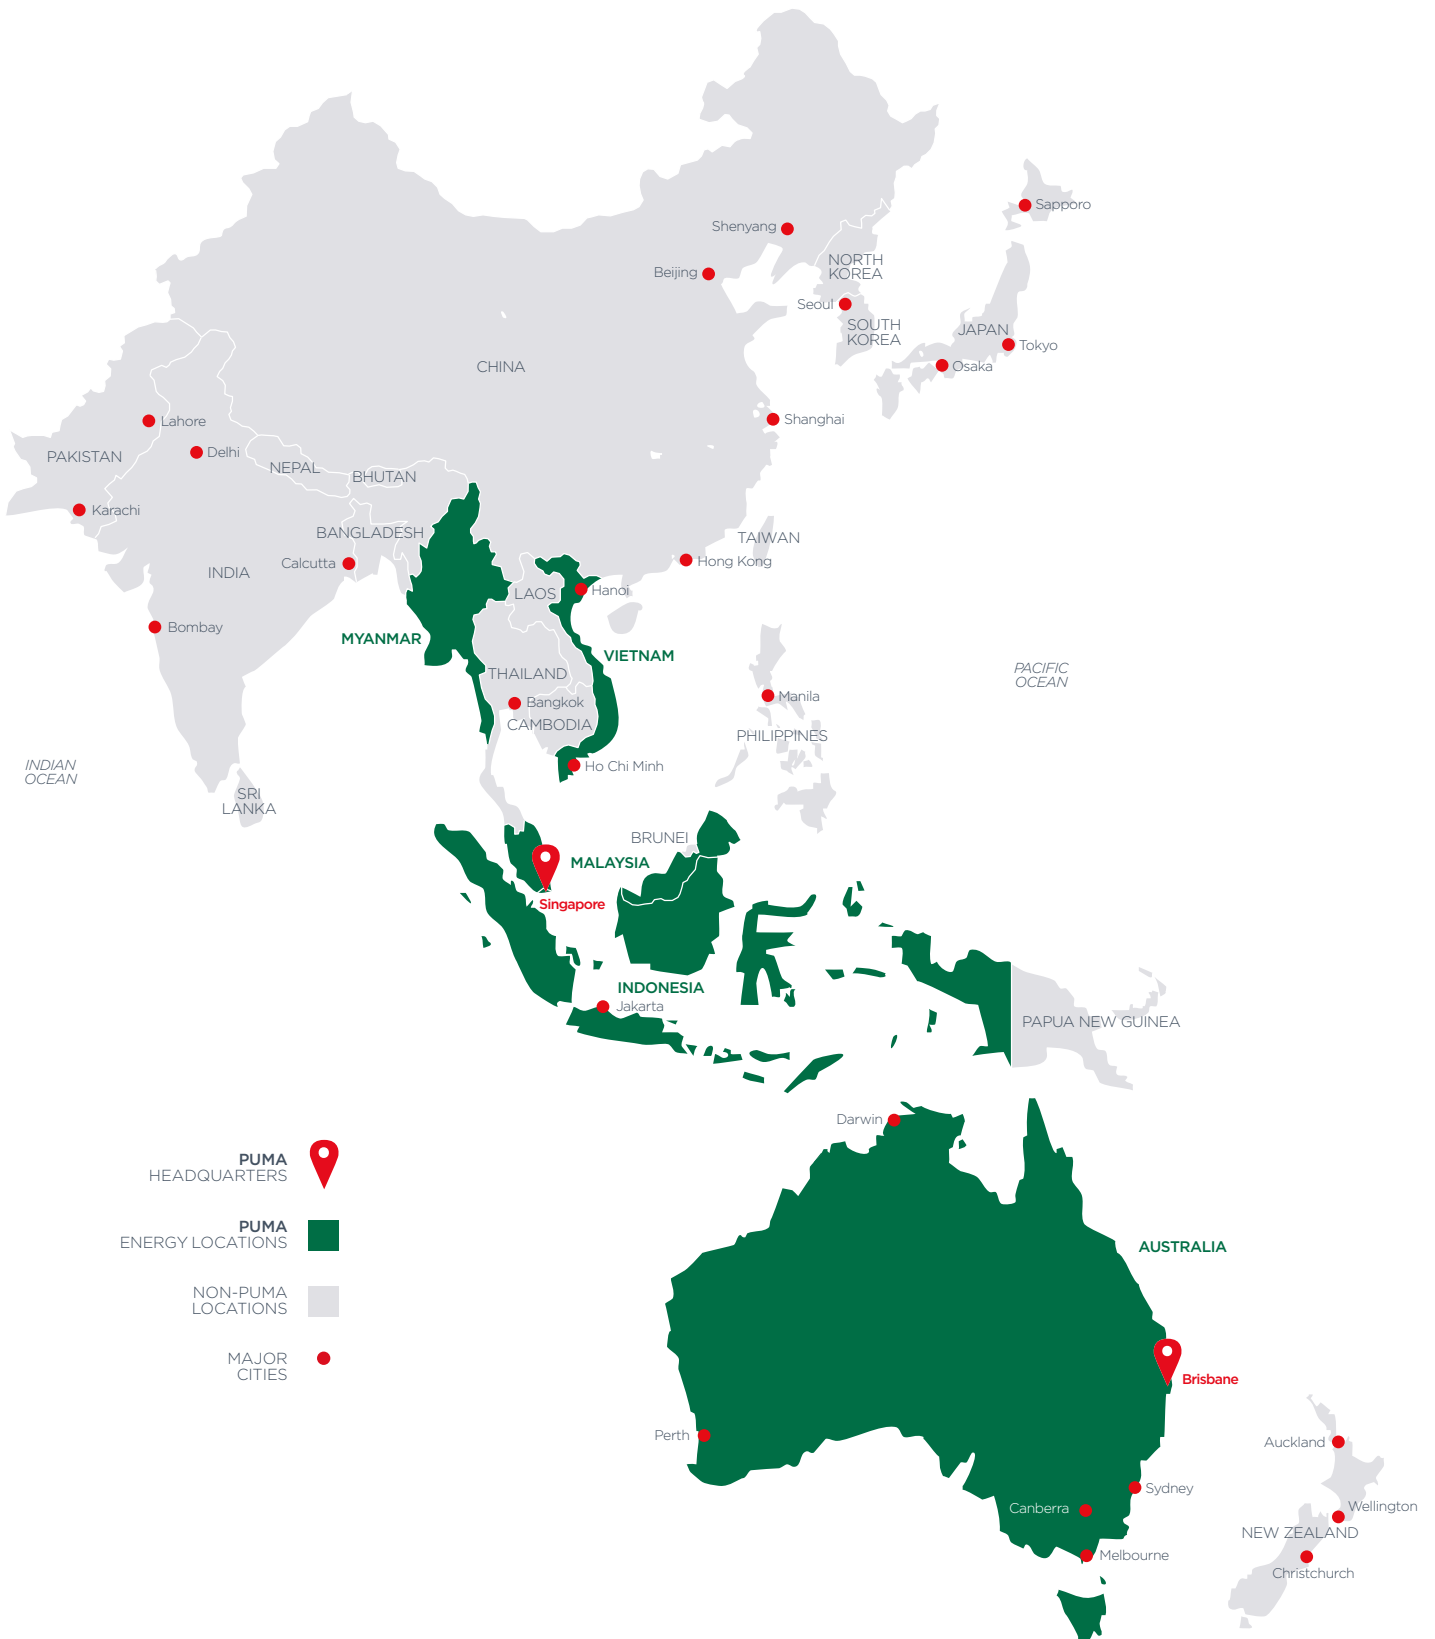 Sapporo
Shenyang
NORTH
KOREA
Beijing
Seoul
SOUTH
KOREA
JAPAN
Tokyo
Osaka
CHINA
Shanghai
Lahore
Delhi
PAKISTAN
NEPAL
BHUTAN
Karachi
BANGLADESH
TAIWAN
Calcutta
Hong Kong
INDIA
LAOS
Hanoi
Bombay
MYANMAR
VIETNAM
THAILAND
PACIFIC
OCEAN
Manila
Bangkok
CAMBODIA
PHILIPPINES
Ho Chi Minh
INDIAN
OCEAN
SRI
LANKA
BRUNEI
MALAYSIA
Singapore
INDONESIA
Jakarta
PAPUA NEW GUINEA
Darwin
PUMA
HEADQUARTERS
PUMA
ENERGY LOCATIONS
NON-PUMA
LOCATIONS
MAJOR
CITIES
AUSTRALIA
Brisbane
Perth
Auckland
Sydney
Canberra
Wellington
NEW ZEALAND
Melbourne
Christchurch